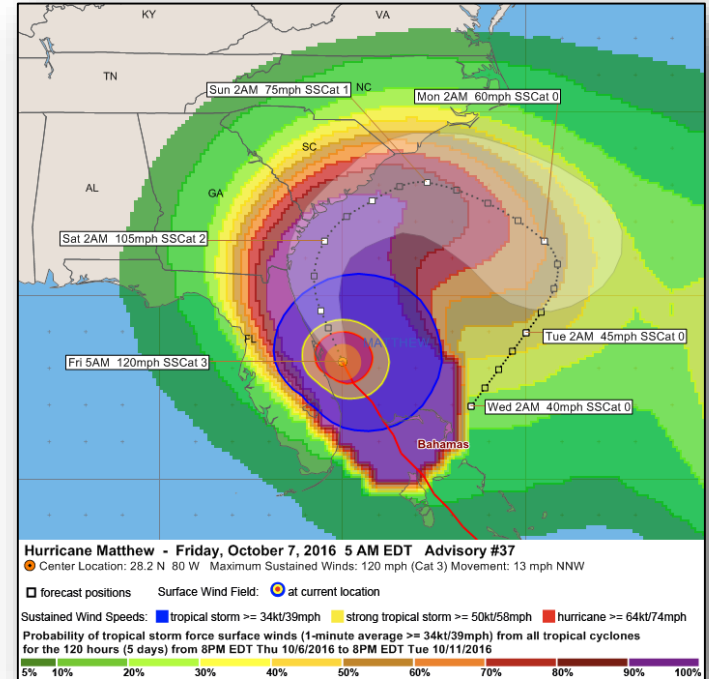 KY
VA
TN
Sun 2AM 75mph SSCat 1
NC
Mon 2AM 60mph SSCat 0
SC
AL
GA
Sat 2AM 105mph SSCat 2
FL
MATTHEW
Tue 2AM 45mph SSCat 0
Fri 5AM 120mph SSCat 3
Wed 2AM 40mph SSCat 0
Bahamas
Hurricane Matthew - Friday, October 7, 2016 5 AM EDT Advisory #37
Center Location: 28.2 N 80 W Maximum Sustained Winds: 120 mph (Cat 3) Movement: 13 mph NNW
forecast positions Surface Wind Field: at current location
Sustained Wind Speeds: tropical storm >= 34kt/39mph) strong tropical storm >= 50kt/58mph) hurricane >= 64kt/74mph)
Probability of tropical storm force surface winds (1-minute average >= 34kt/39mph) from all tropical cyclones
for the 120 hours (5 days) from 8PM EDT Thu 10/6/2016 to 8PM EDT Tue 10/11/2016
5% 10% 20% 30% 40% 50% 60% 70% 80% 90% 100%